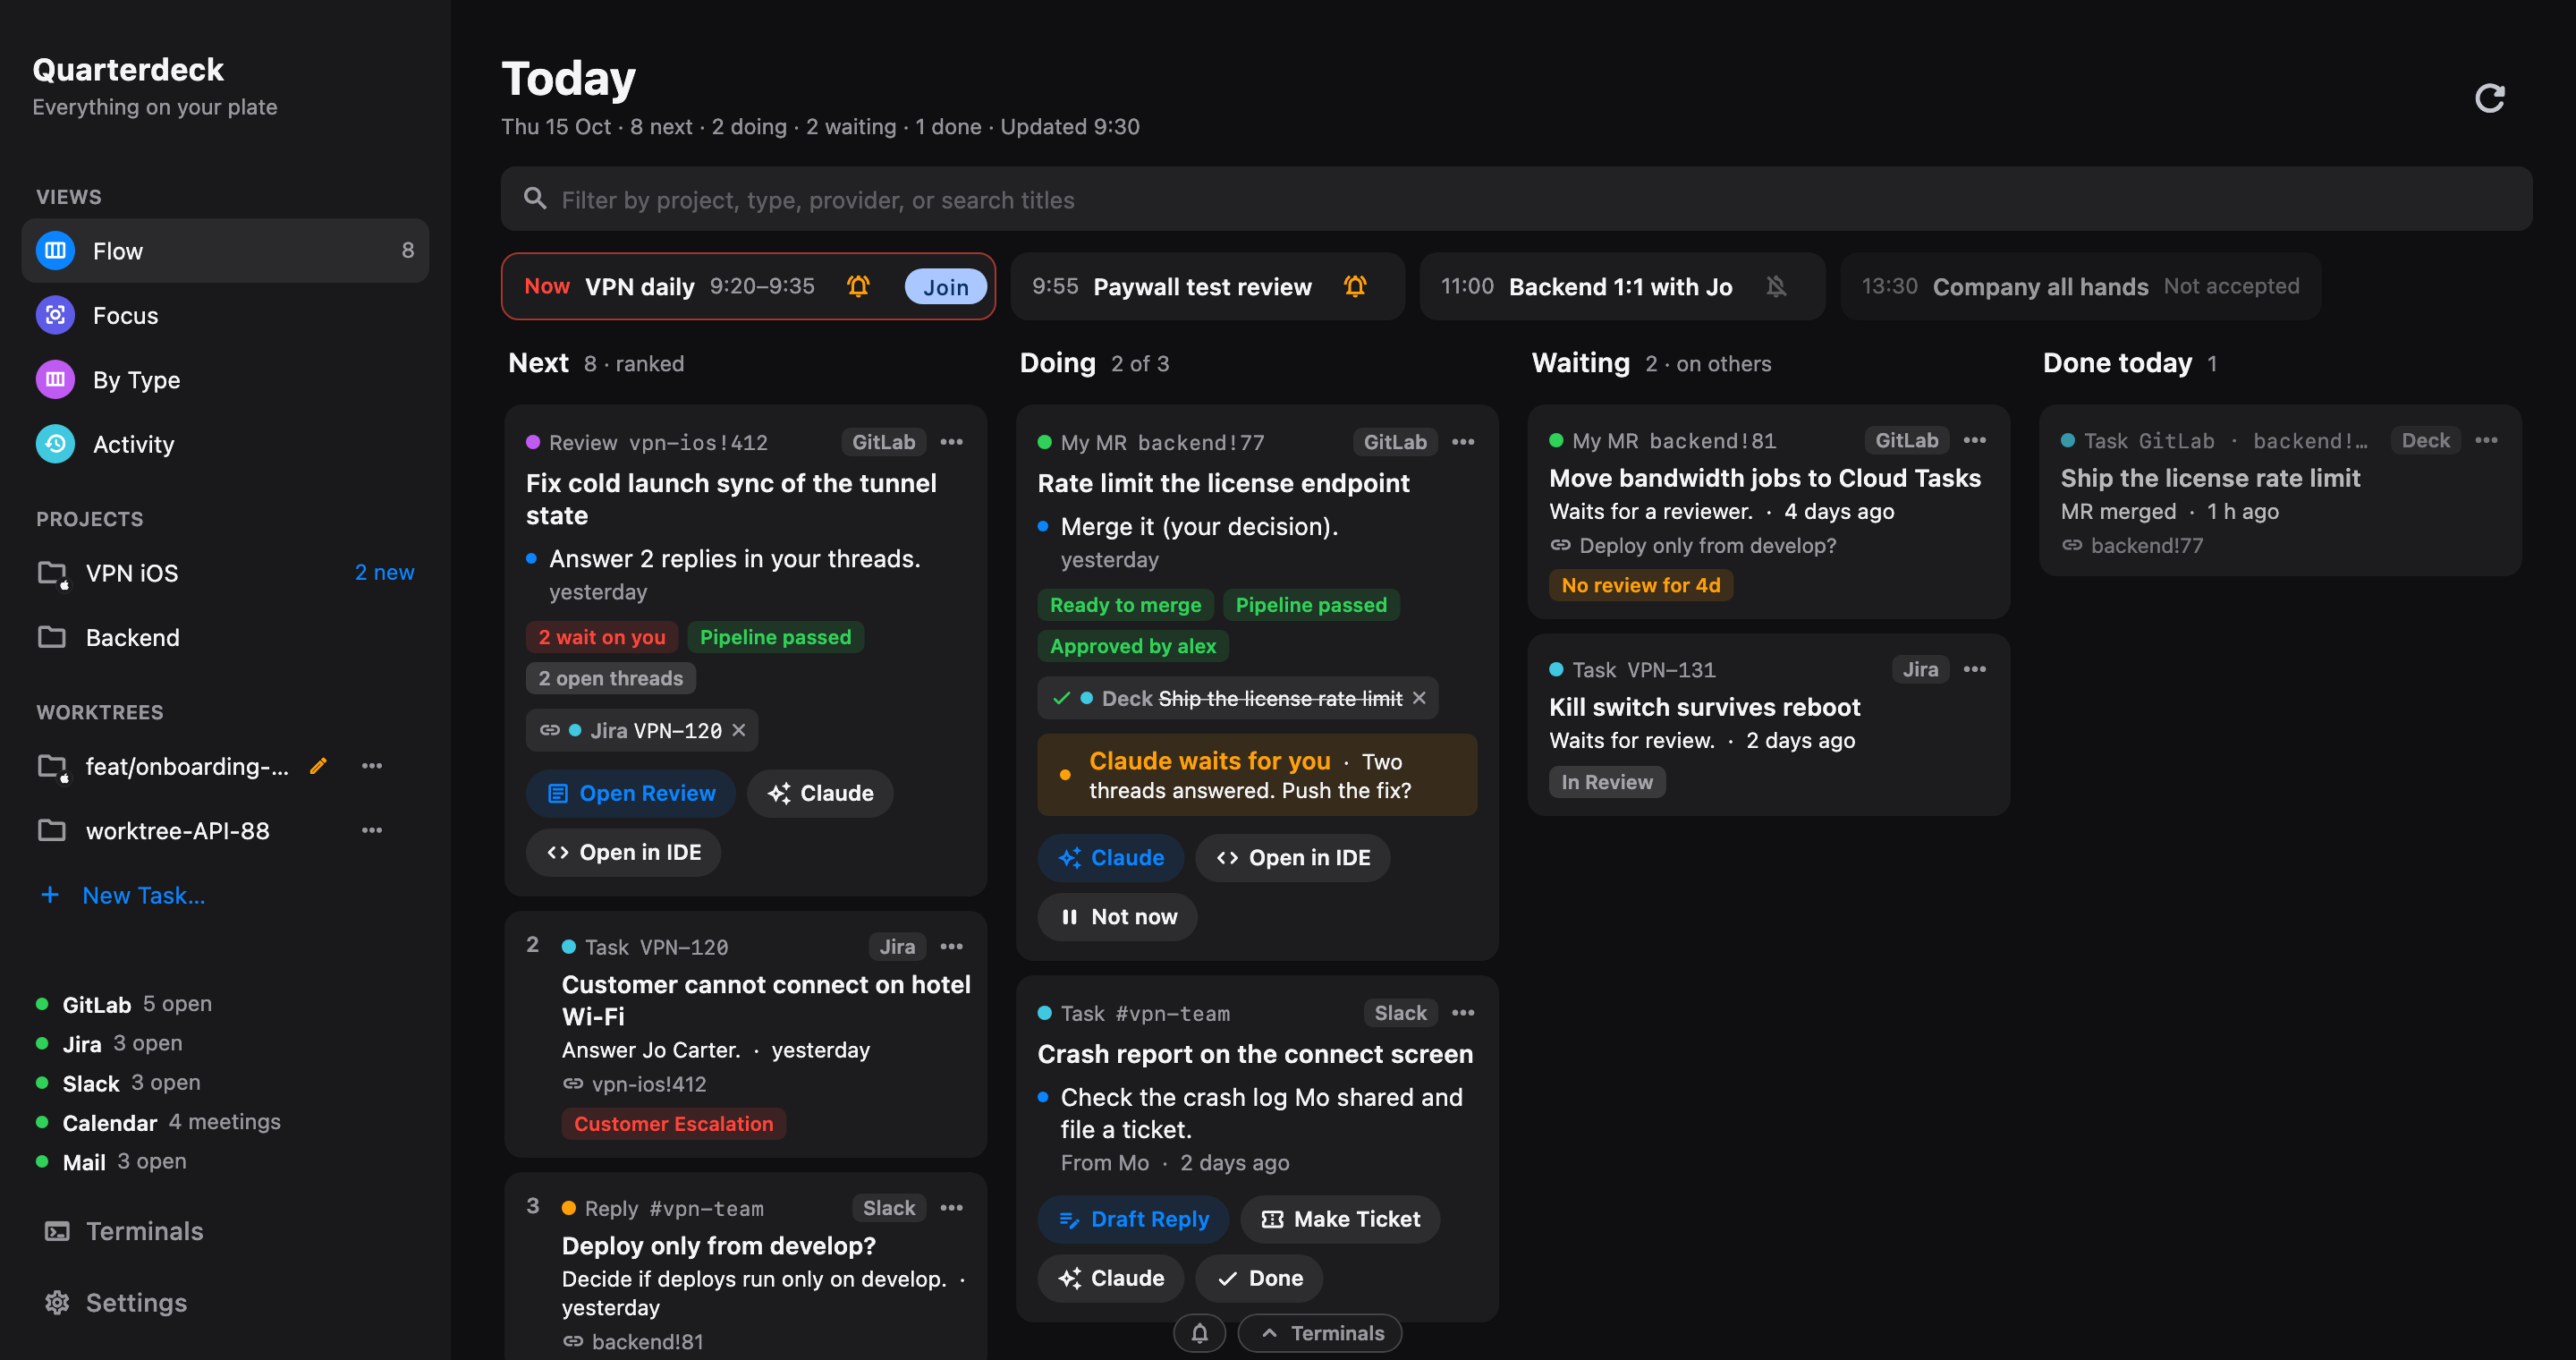 Quarterdeck
Everything on your plate
VIEWS
Flow 8
Focus
By Type
Activity
PROJECTS
VPN iOS 2 new
Backend
WORKTREES
feat/onboarding-...
worktree-API-88
New Task...
GitLab 5 open
Jira 3 open
Slack 3 open
Calendar 4 meetings
Mail 3 open
Terminals
Settings
Today
Thu 15 Oct · 8 next · 2 doing · 2 waiting · 1 done · Updated 9:30
Filter by project, type, provider, or search titles
Now VPN daily 9:20–9:35 Join
9:55 Paywall test review
11:00 Backend 1:1 with Jo
13:30 Company all hands Not accepted
Next 8 · ranked
Review vpn-ios!412 GitLab
Fix cold launch sync of the tunnel
state
Answer 2 replies in your threads.
yesterday
2 wait on you Pipeline passed
2 open threads
Jira VPN-120
Open Review Claude
Open in IDE
2 Task VPN-120 Jira
Customer cannot connect on hotel
Wi-Fi
Answer Jo Carter. · yesterday
vpn-ios!412
Customer Escalation
3 Reply #vpn-team Slack
Deploy only from develop?
Decide if deploys run only on develop. ·
yesterday
backend!81
Doing 2 of 3
My MR backend!77 GitLab
Rate limit the license endpoint
Merge it (your decision).
yesterday
Ready to merge Pipeline passed
Approved by alex
Deck Ship the license rate limit
Claude waits for you · Two
threads answered. Push the fix?
Claude Open in IDE
Not now
Task #vpn-team Slack
Crash report on the connect screen
Check the crash log Mo shared and
file a ticket.
From Mo · 2 days ago
Draft Reply Make Ticket
Claude Done
Terminals
Waiting 2 · on others
My MR backend!81 GitLab
Move bandwidth jobs to Cloud Tasks
Waits for a reviewer. · 4 days ago
Deploy only from develop?
No review for 4d
Task VPN-131 Jira
Kill switch survives reboot
Waits for review. · 2 days ago
In Review
Done today 1
Task GitLab · backend!... Deck
Ship the license rate limit
MR merged · 1 h ago
backend!77